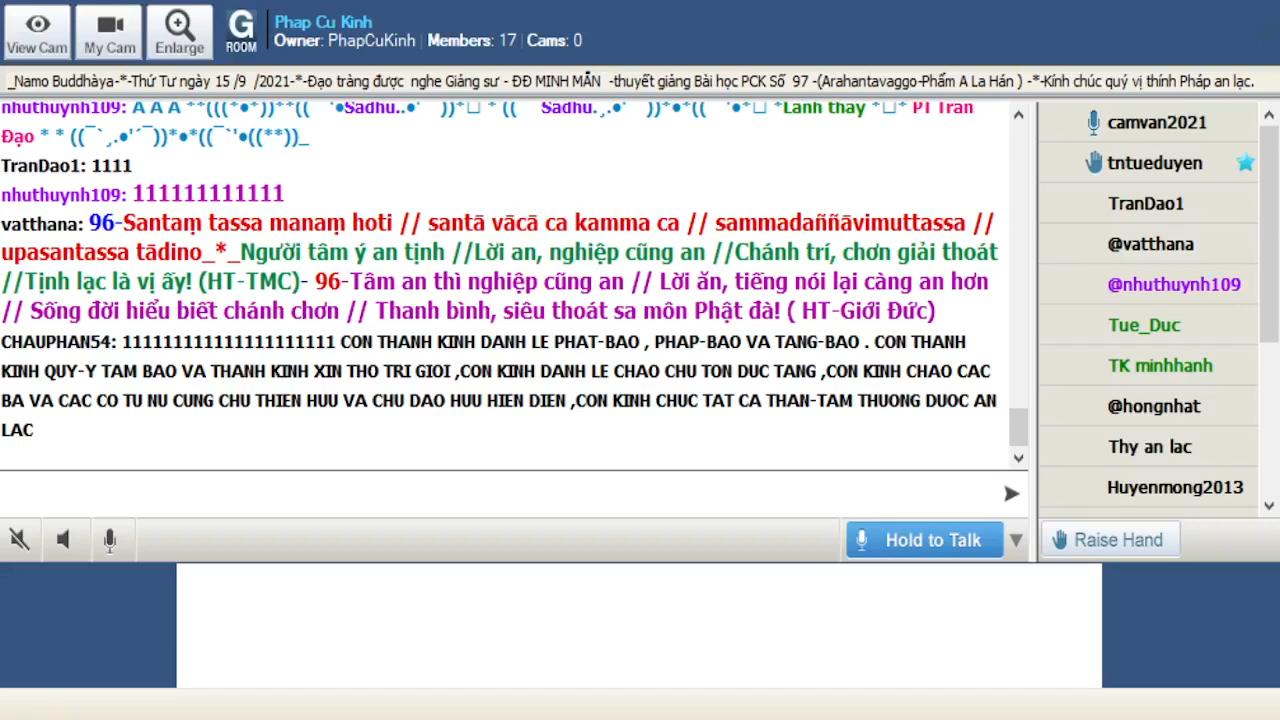 View Cam
My Cam
Enlarge
G
ROOM
Phap Cu Kinh
Owner: PhapCuKinh | Members: 17 | Cams: 0
_Namo Buddhàya-*-Thứ Tư ngày 15 /9 /2021-*-Đạo tràng được nghe Giảng sư - ĐĐ MINH MẪN -thuyết giảng Bài học PCK Số 97 -(Arahantavaggo-Phẩm A La Hán ) -*-Kính chúc quý vị thính Pháp an lạc.
nhuthuynh109: A A A **(((*●*))**((¯`'●Sadhu..●'´¯))*□ * ((¯`Sadhu.¸.●'´¯))●*●*((¯`'●*□ *Lành thay *□* PT Tran
Đạo * * ((¯`¸.●'´¯))●*●*((¯`'●((**))_
TranDao1: 1111
nhuthuynh109: 111111111111
vatthana: 96-Santaṃ tassa manaṃ hoti // santā vācā ca kamma ca // sammadaññāvimuttassa //
upasantassa tādino_*_Người tâm ý an tịnh //Lời an, nghiệp cũng an //Chánh trí, chơn giải thoát
//Tịnh lạc là vị ấy! (HT-TMC)- 96-Tâm an thì nghiệp cũng an // Lời ăn, tiếng nói lại càng an hơn
// Sống đời hiểu biết chánh chơn // Thanh bình, siêu thoát sa môn Phật đà! ( HT-Giới Đức)
CHAUPHAN54: 111111111111111111111 CON THANH KINH DANH LE PHAT-BAO , PHAP-BAO VA TANG-BAO . CON THANH
KINH QUY-Y TAM BAO VA THANH KINH XIN THO TRI GIOI ,CON KINH DANH LE CHAO CHU TON DUC TANG ,CON KINH CHAO CAC
BA VA CAC CO TU NU CUNG CHU THIEN HUU VA CHU DAO HUU HIEN DIEN ,CON KINH CHUC TAT CA THAN-TAM THUONG DUOC AN
LAC
camvan2021
tntueduyen
TranDao1
@vatthana
@nhuthuynh109
Tue_Duc
TK minhhanh
@hongnhat
Thy an lac
Huyenmong2013
Hold to Talk
Raise Hand